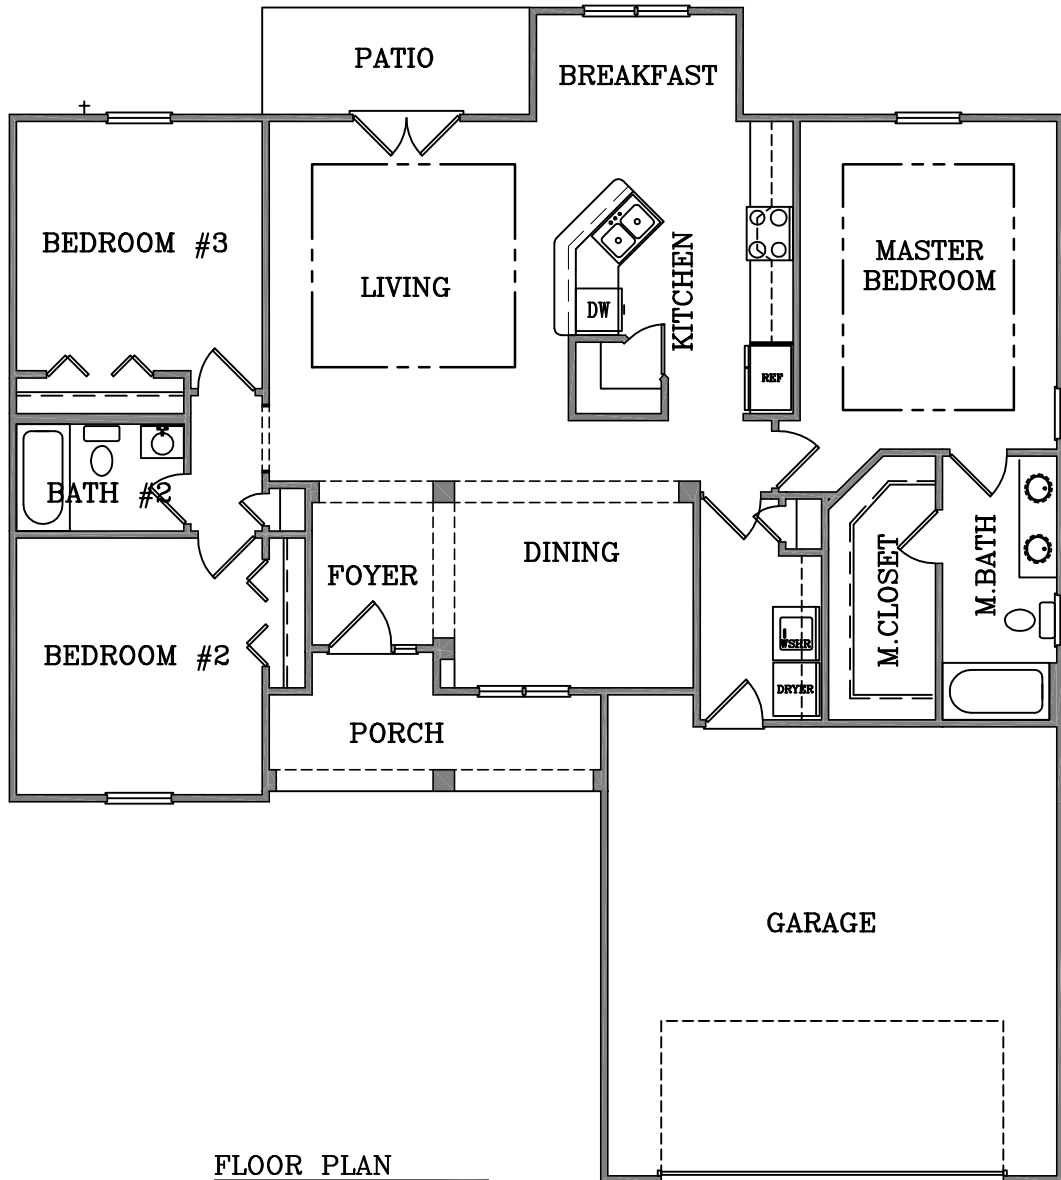 PATIO
BREAKFAST
BEDROOM #3
LIVING
KITCHEN
MASTER
BEDROOM
DW
REF
BATH #2
FOYER
DINING
M.CLOSET
M.BATH
BEDROOM #2
WSHR
DRYER
PORCH
GARAGE
FLOOR PLAN